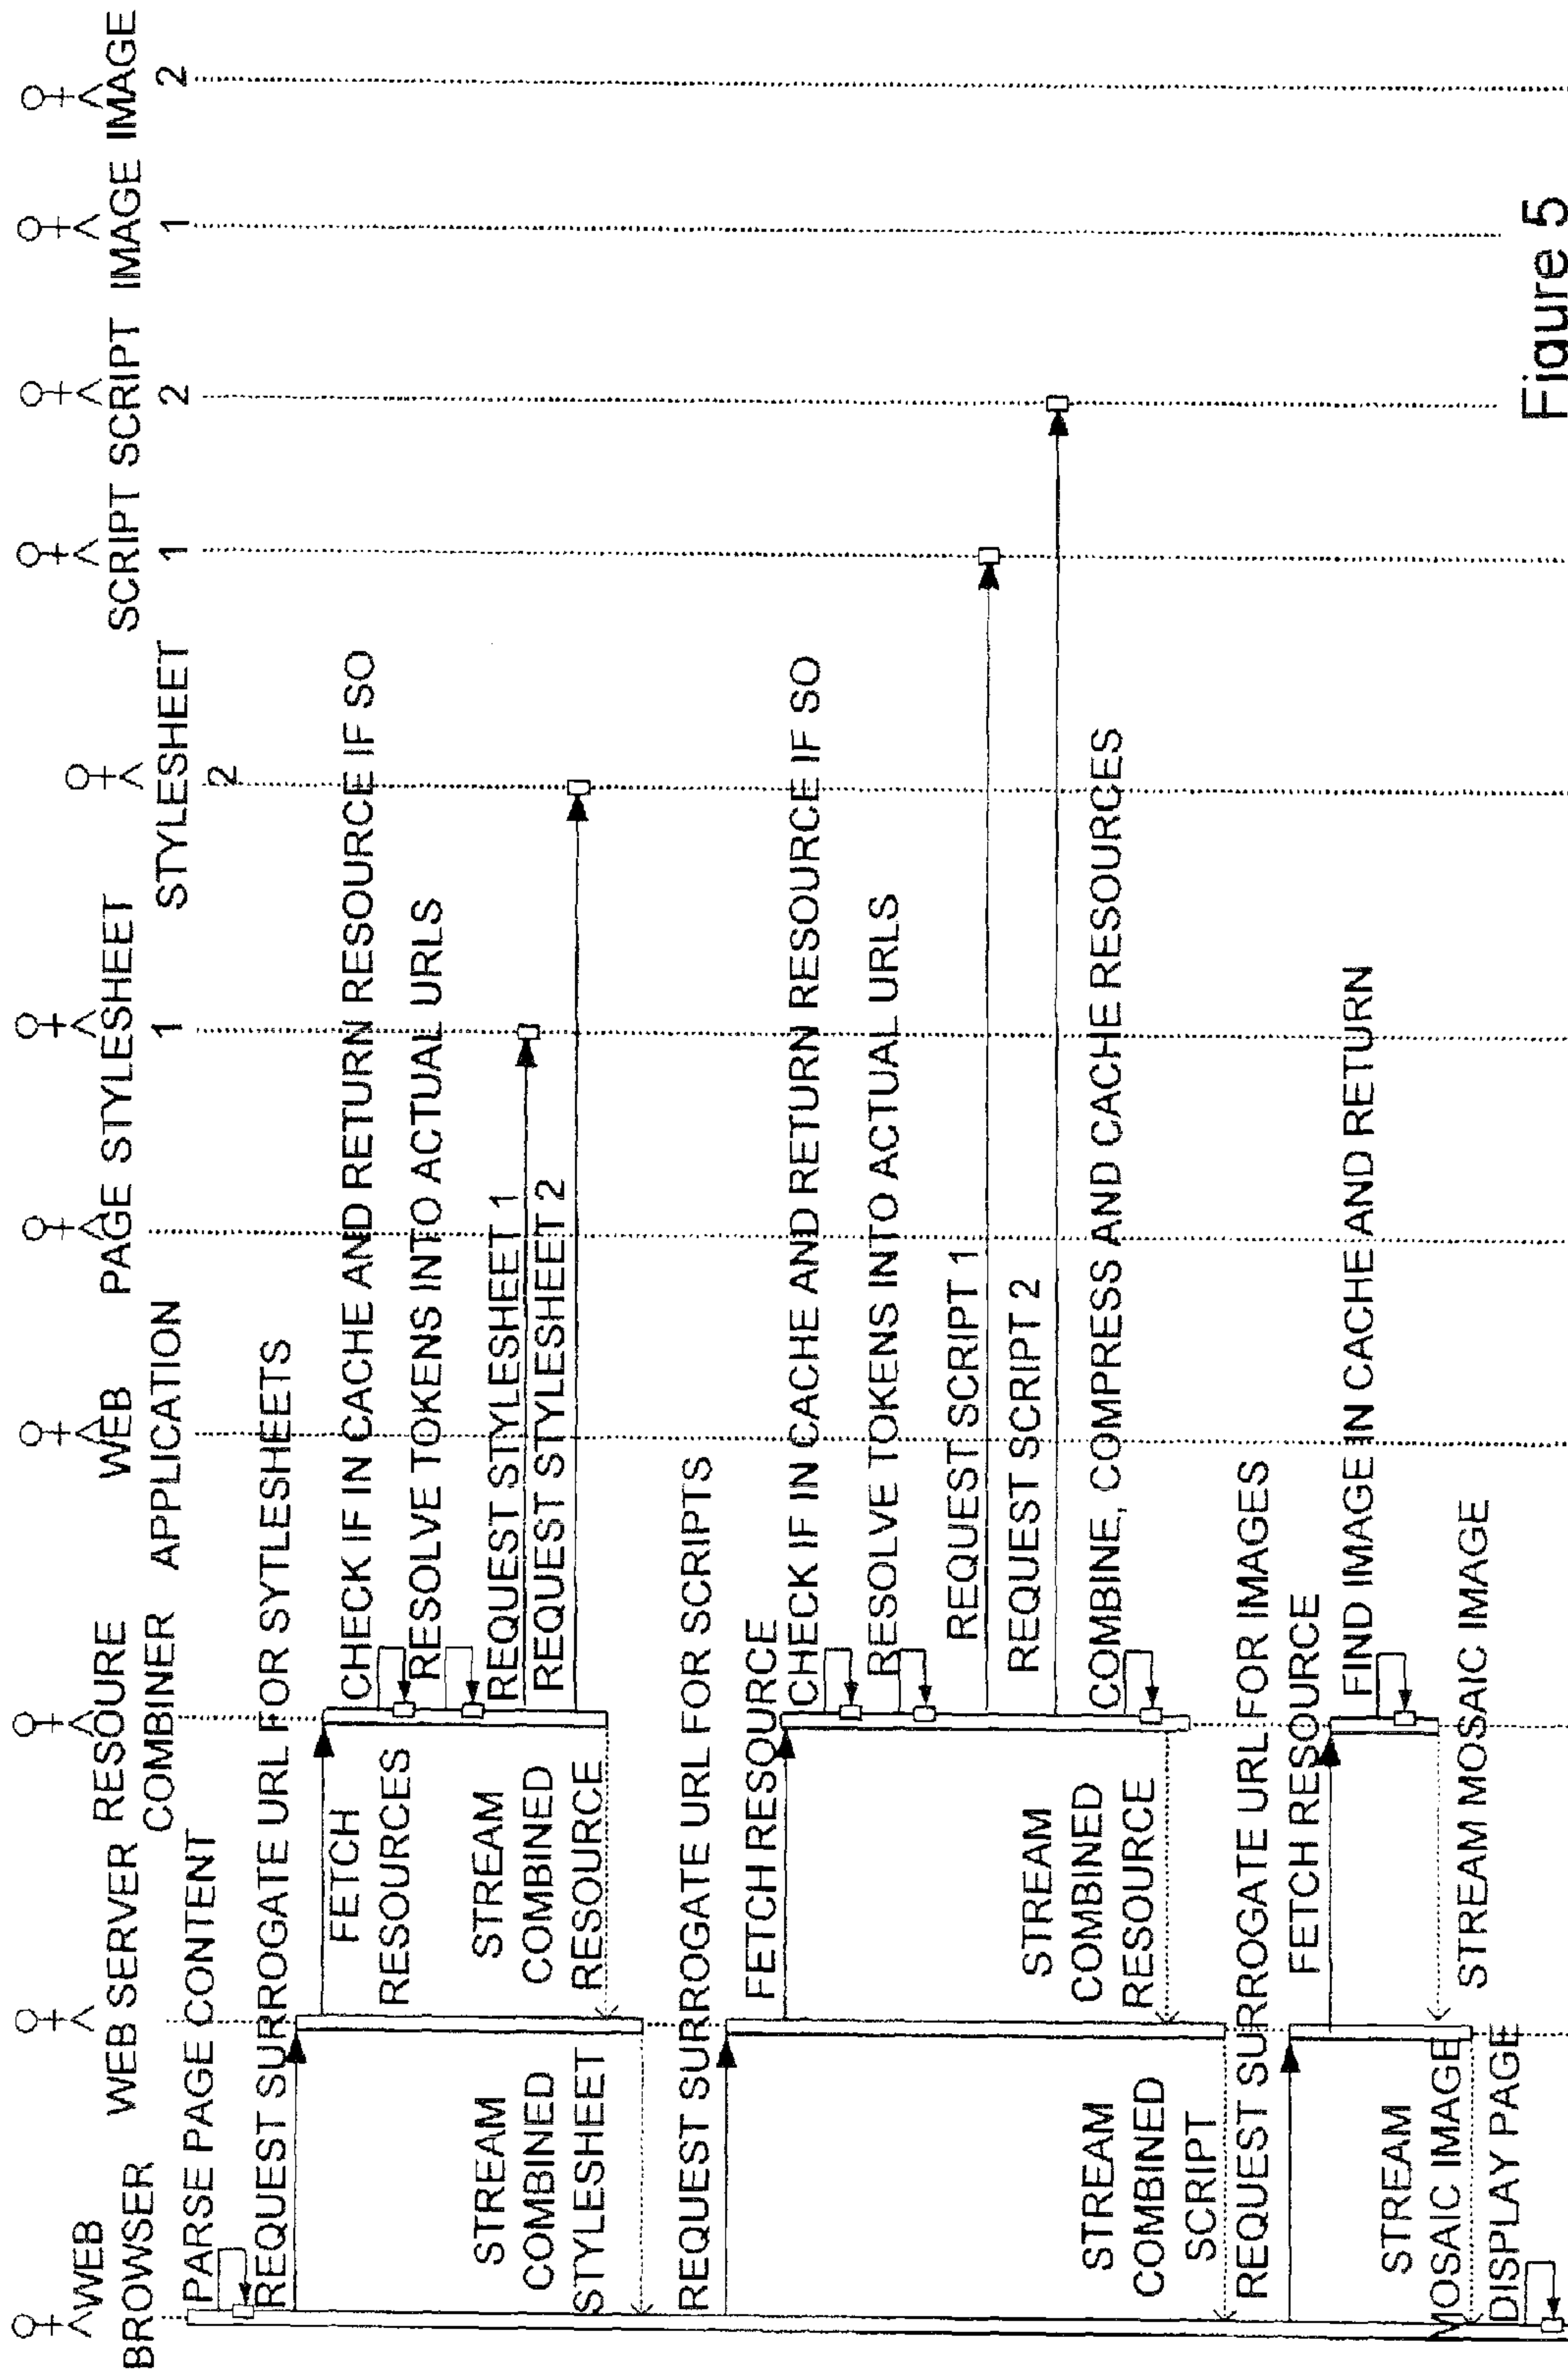 WEB
BROWSER
WEB SERVER
RESOURE
COMBINER
WEB
APPLICATION
PAGE
STYLESHEET
1
STYLESHEET
2
SCRIPT
1
SCRIPT
2
IMAGE
1
IMAGE
2
PARSE PAGE CONTENT
REQUEST SURROGATE URL FOR SYTLESHEETS
FETCH
RESOURCES
CHECK IF IN CACHE AND RETURN RESOURCE IF SO
RESOLVE TOKENS INTO ACTUAL URLS
REQUEST STYLESHEET 1
REQUEST STYLESHEET 2
STREAM
COMBINED
RESOURCE
STREAM
COMBINED
STYLESHEET
REQUEST SURROGATE URL FOR SCRIPTS
FETCH RESOURCE
CHECK IF IN CACHE AND RETURN RESOURCE IF SO
RESOLVE TOKENS INTO ACTUAL URLS
REQUEST SCRIPT 1
REQUEST SCRIPT 2
COMBINE, COMPRESS AND CACHE RESOURCES
STREAM
COMBINED
RESOURCE
STREAM
COMBINED
SCRIPT
REQUEST SURROGATE URL FOR IMAGES
FETCH RESOURCE
FIND IMAGE IN CACHE AND RETURN
STREAM MOSAIC IMAGE
STREAM
MOSAIC IMAGE
DISPLAY PAGE
Figure 5